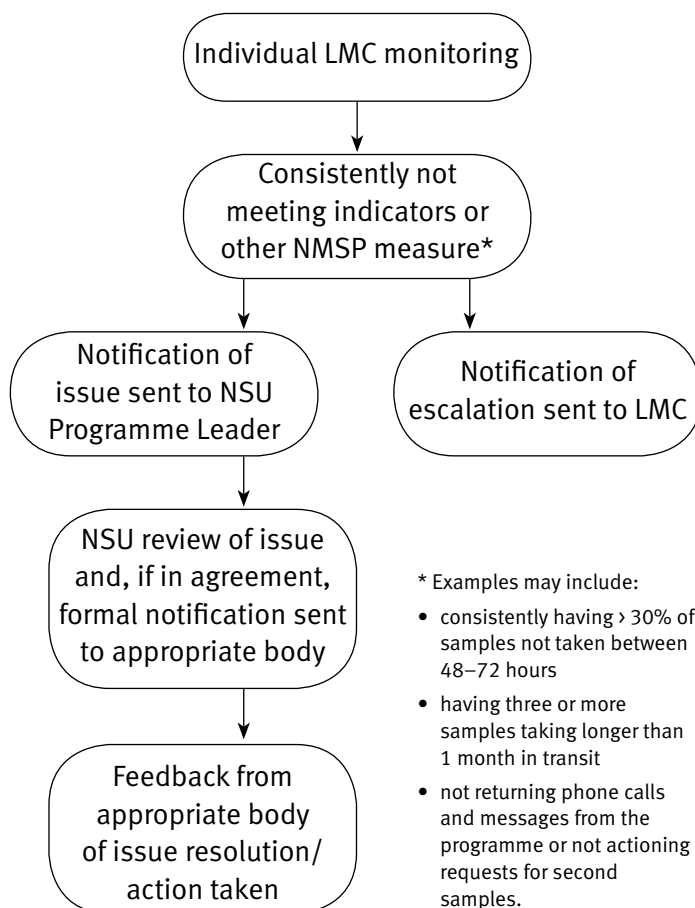 Individual LMC monitoring
Consistently not
meeting indicators or
other NMSP measure*
Notification of
issue sent to NSU
Programme Leader
Notification of
escalation sent to LMC
NSU review of issue
and, if in agreement,
formal notification sent
to appropriate body
Feedback from
appropriate body
of issue resolution/
action taken
* Examples may include:
• consistently having > 30% of
samples not taken between
48–72 hours
• having three or more
samples taking longer than
1 month in transit
• not returning phone calls
and messages from the
programme or not actioning
requests for second
samples.